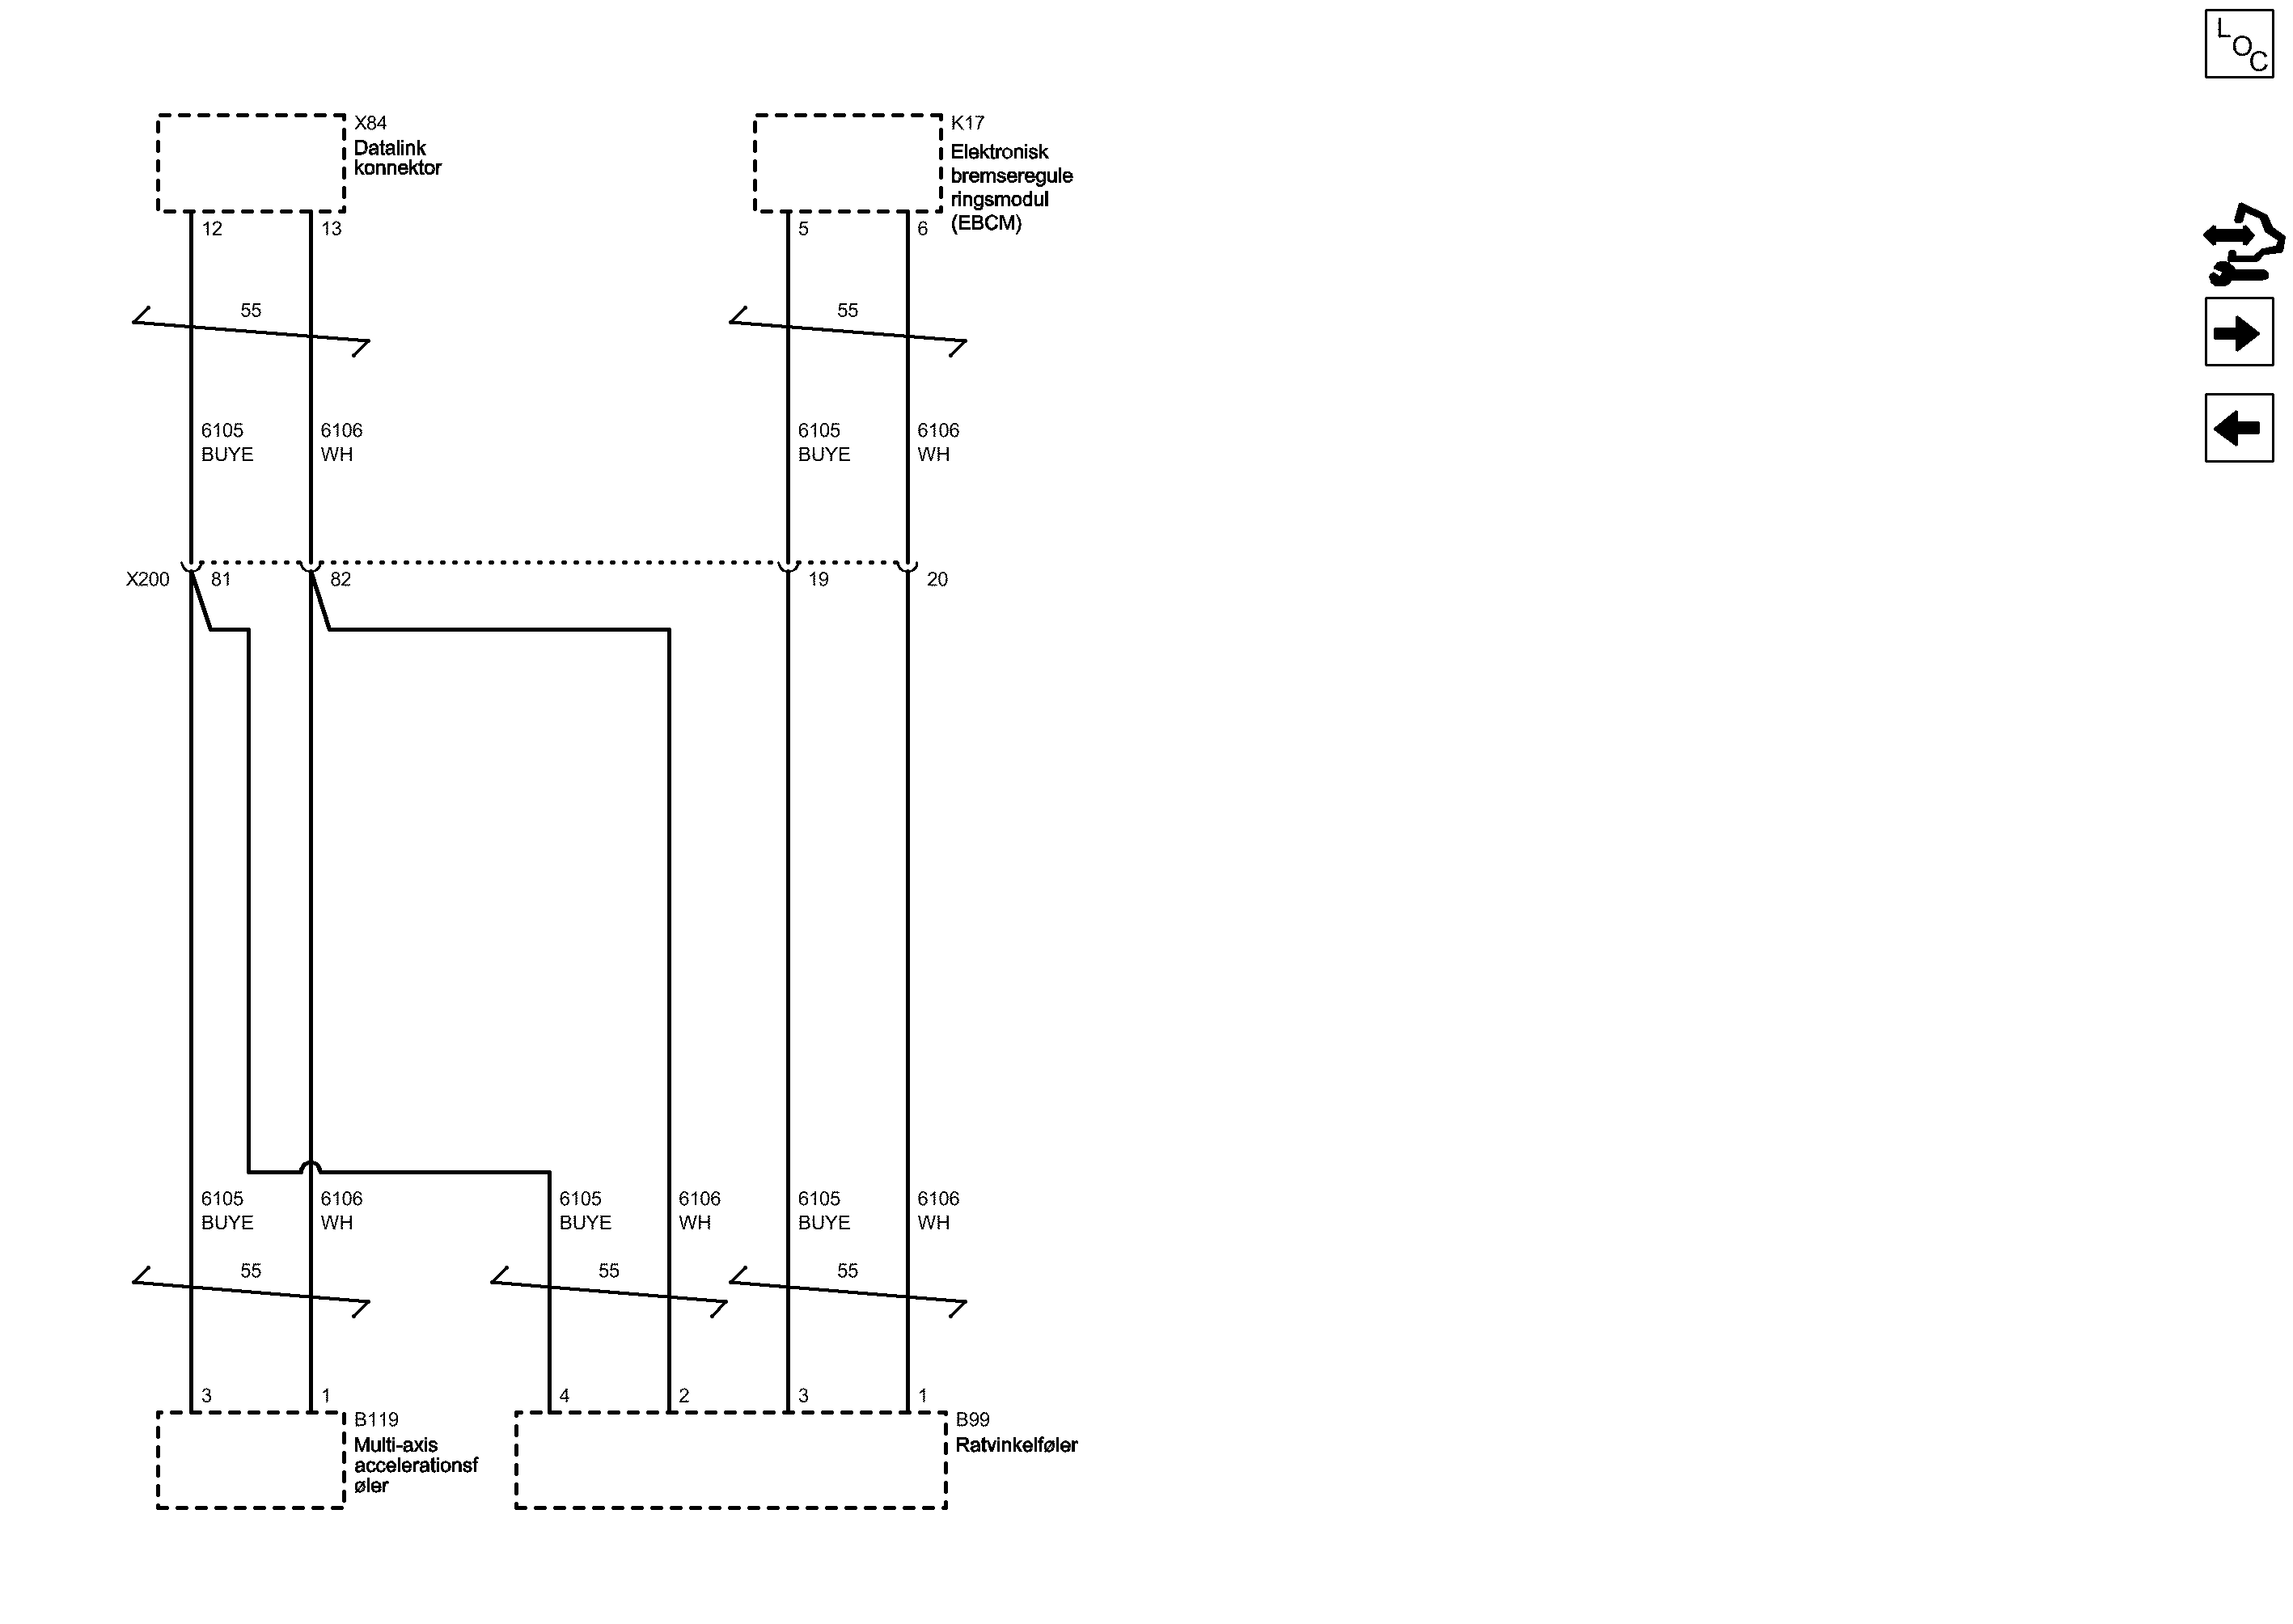 LOC
X84
Datalink
konnektor
K17
Elektronisk
bremseregule
ringsmodul
(EBCM)
12 13 5 6
55 55
6105 6106 6105 6106
BUYE WH BUYE WH
X200 81 82 19 20
6105 6106 6105 6106 6105 6106
BUYE WH BUYE WH BUYE WH
55 55 55
3 1 4 2 3 1
B119
Multi-axis
accelerationsf
øler
B99
Ratvinkelføler